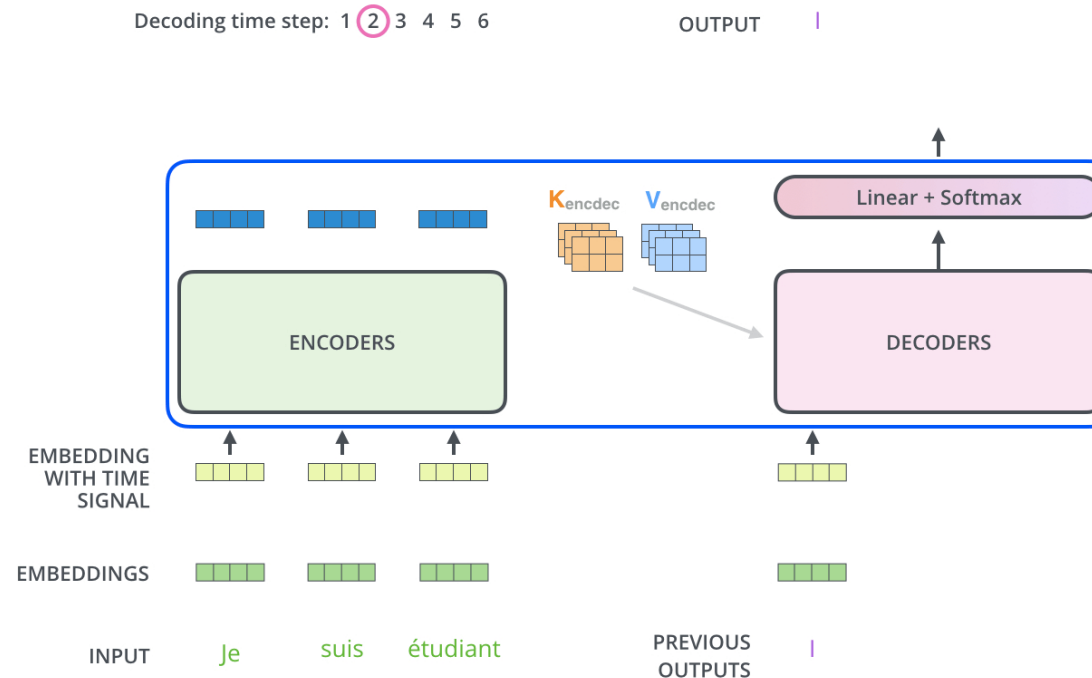 Decoding time step: 1 2 3 4 5 6
OUTPUT I
Kencdec Vencdec
Linear + Softmax
ENCODERS
DECODERS
EMBEDDING
WITH TIME
SIGNAL
EMBEDDINGS
INPUT Je suis étudiant
PREVIOUS
OUTPUTS
I